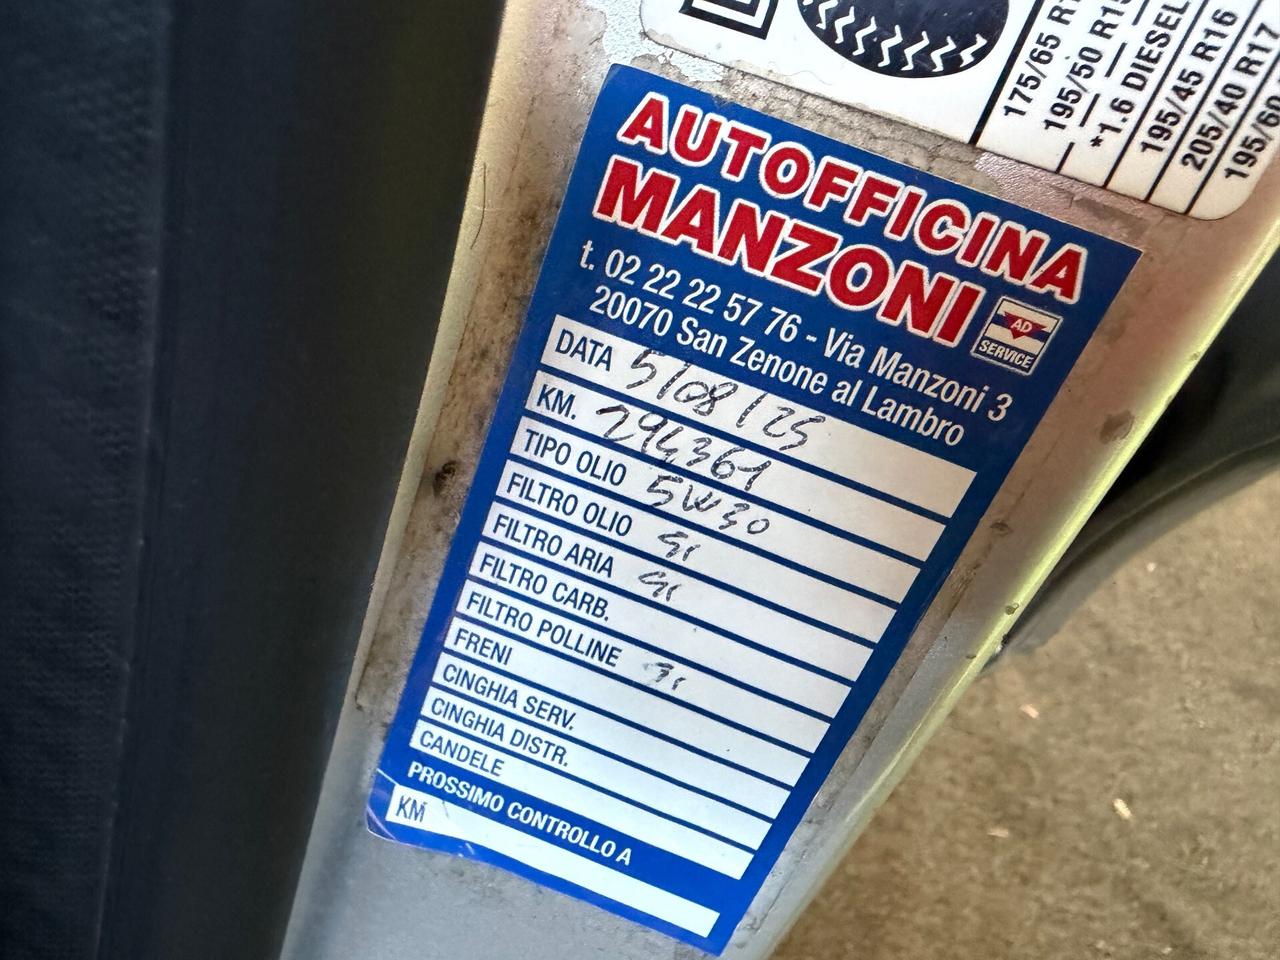 175/65 R1
195/50 R15
*1.6 DIESEL
195/45 R16
205/40 R17
195/60
AUTOFFICINA
MANZONI
t. 02 22 22 57 76 - Via Manzoni 3
20070 San Zenone al Lambro
AD
SERVICE
DATA 5/08/25
KM. 294361
TIPO OLIO 5W30
FILTRO OLIO Si
FILTRO ARIA Si
FILTRO CARB.
FILTRO POLLINE Si
FRENI
CINGHIA SERV.
CINGHIA DISTR.
CANDELE
PROSSIMO CONTROLLO A
KM